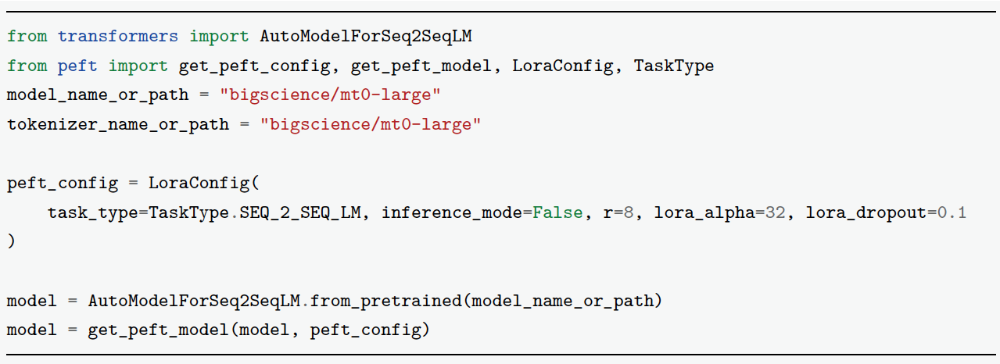 from transformers import AutoModelForSeq2SeqLM
from peft import get_peft_config, get_peft_model, LoraConfig, TaskType
model_name_or_path = "bigscience/mt0-large"
tokenizer_name_or_path = "bigscience/mt0-large"

peft_config = LoraConfig(
    task_type=TaskType.SEQ_2_SEQ_LM, inference_mode=False, r=8, lora_alpha=32, lora_dropout=0.1
)

model = AutoModelForSeq2SeqLM.from_pretrained(model_name_or_path)
model = get_peft_model(model, peft_config)